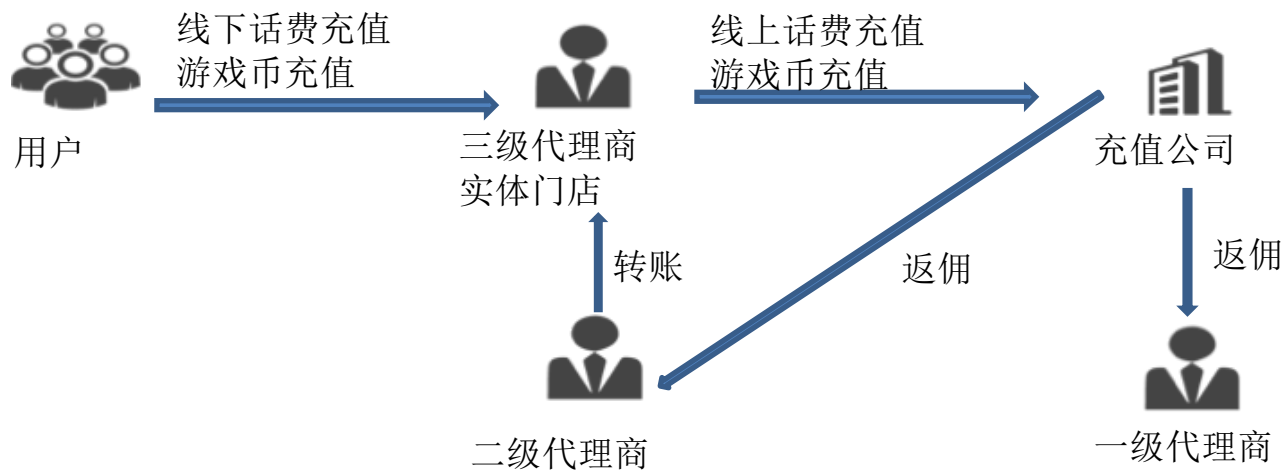 线下话费充值
游戏币充值
线上话费充值
游戏币充值
用户
三级代理商
实体门店
充值公司
转账
返佣
返佣
二级代理商
一级代理商